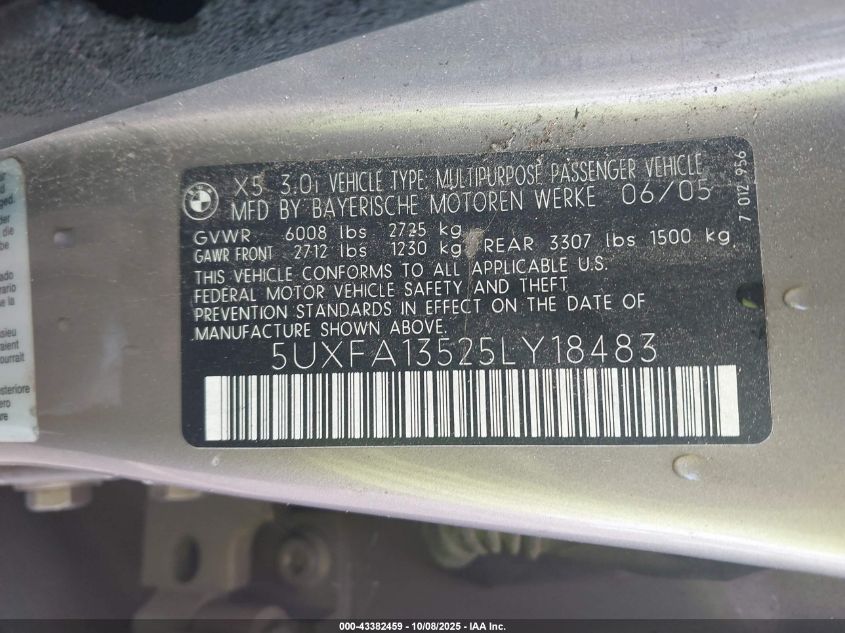 BMW
X5 3.0i VEHICLE TYPE: MULTIPURPOSE PASSENGER VEHICLE
MFD BY BAYERISCHE MOTOREN WERKE 06/05
GVWR 6008 lbs 2725 kg
GAWR FRONT 2712 lbs 1230 kg, REAR 3307 lbs 1500 kg,
THIS VEHICLE CONFORMS TO ALL APPLICABLE U.S.
FEDERAL MOTOR VEHICLE SAFETY AND THEFT
PREVENTION STANDARDS IN EFFECT ON THE DATE OF
MANUFACTURE SHOWN ABOVE.
5UXFA13525LY18483
7 012 956
000-43382459 - 10/08/2025 - IAA Inc.